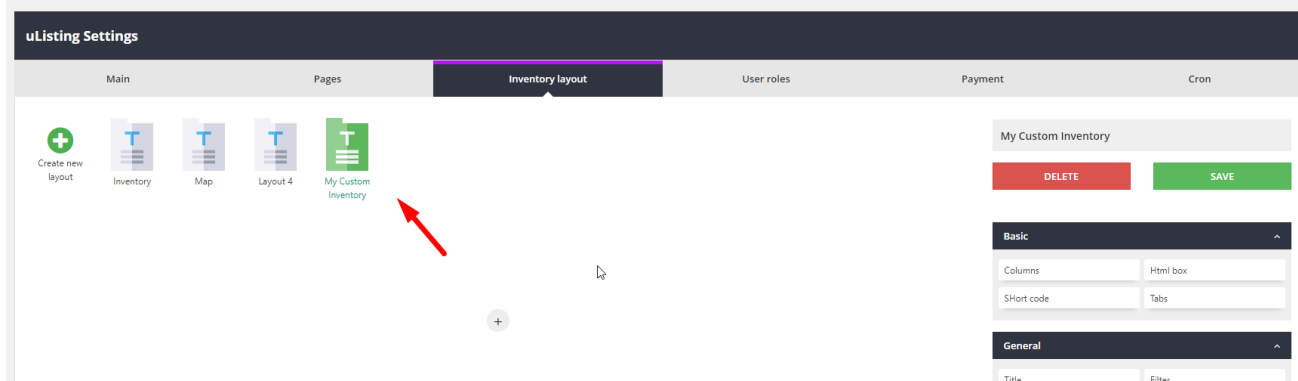 uListing Settings
Main Pages Inventory layout User roles Payment Cron
Create new
layout
Inventory
Map
Layout 4
My Custom
Inventory
My Custom Inventory
DELETE SAVE
Basic
Columns Html box
SHort code Tabs
General
Title Filter